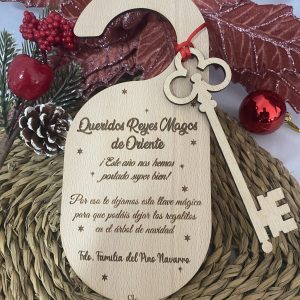 Queridos Reyes Magos
de Oriente
¡Este año nos hemos
portado super bien!
Por eso te dejamos esta llave mágica
para que podáis dejar los regalitos
en el árbol de navidad
Fdo. Familia del Pino Navarro